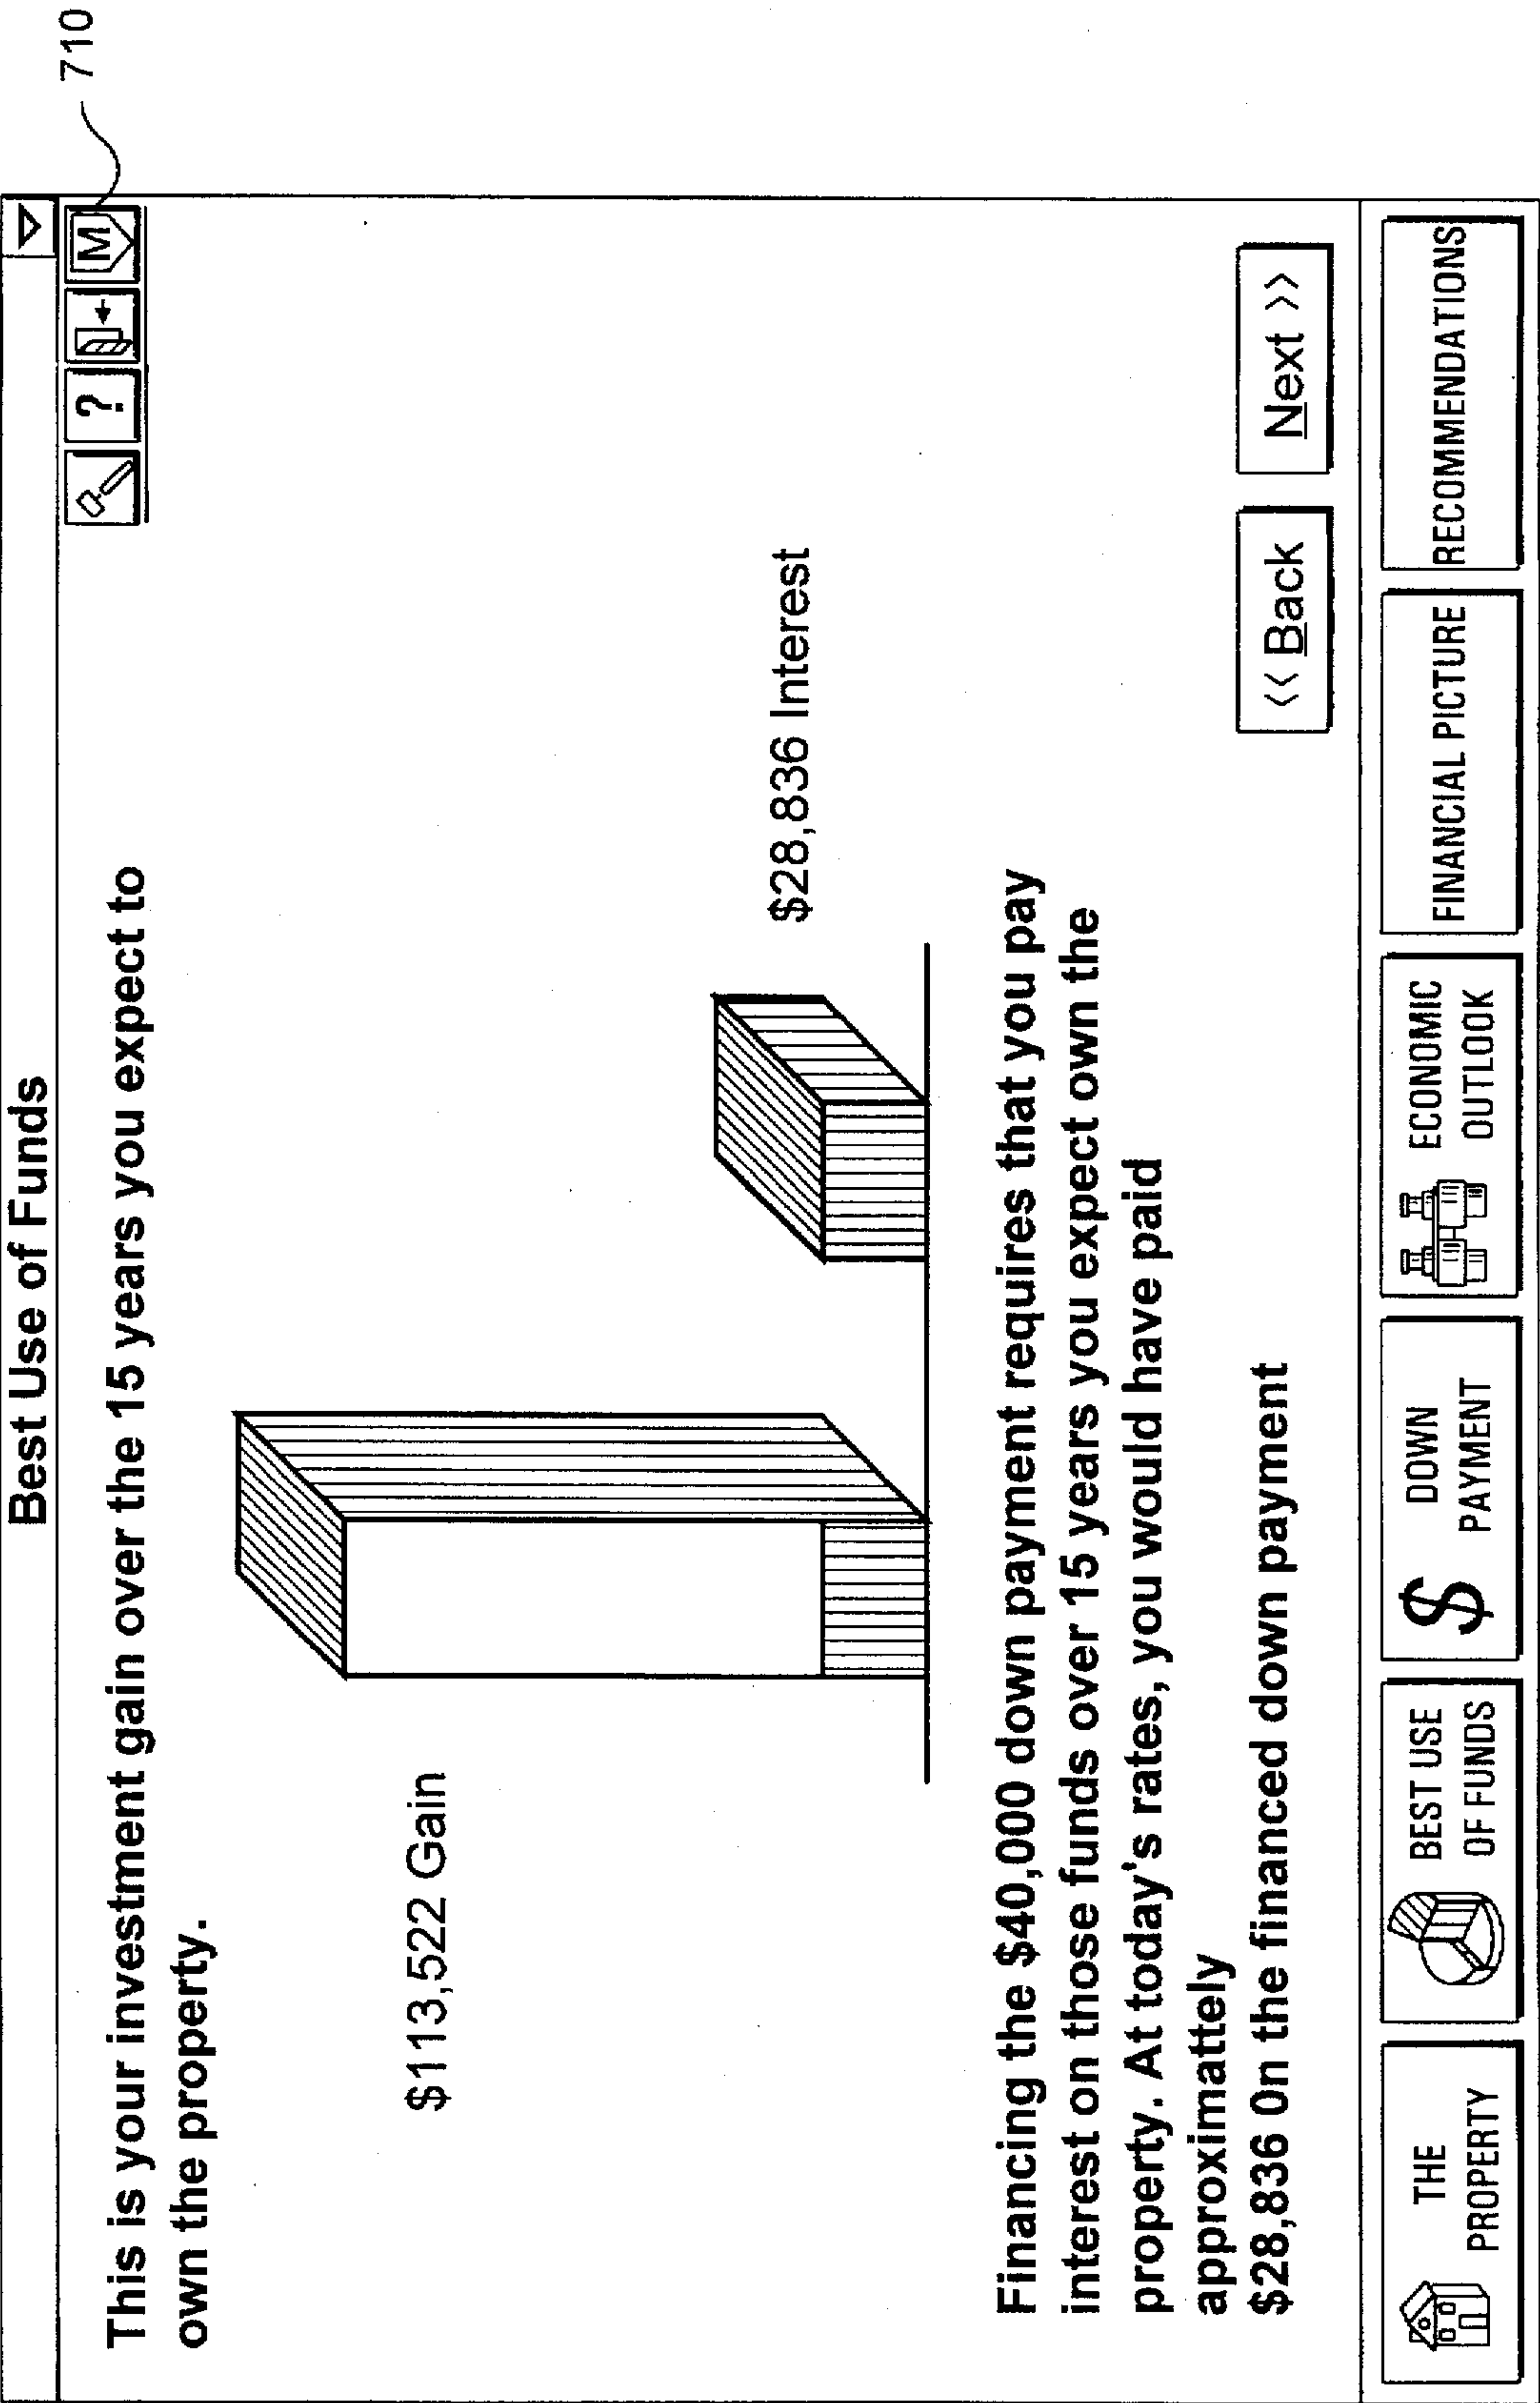 710
Best Use of Funds
? M
This is your investment gain over the 15 years you expect to
own the property.
$113,522 Gain
$28,836 Interest
Financing the $40,000 down payment requires that you pay
interest on those funds over 15 years you expect own the
property. At today's rates, you would have paid
approximattely
$28,836 0n the financed down payment
<< Back Next >>
THE
PROPERTY
BEST USE
OF FUNDS
$ DOWN
PAYMENT
ECONOMIC
OUTLOOK
FINANCIAL PICTURE
RECOMMENDATIONS